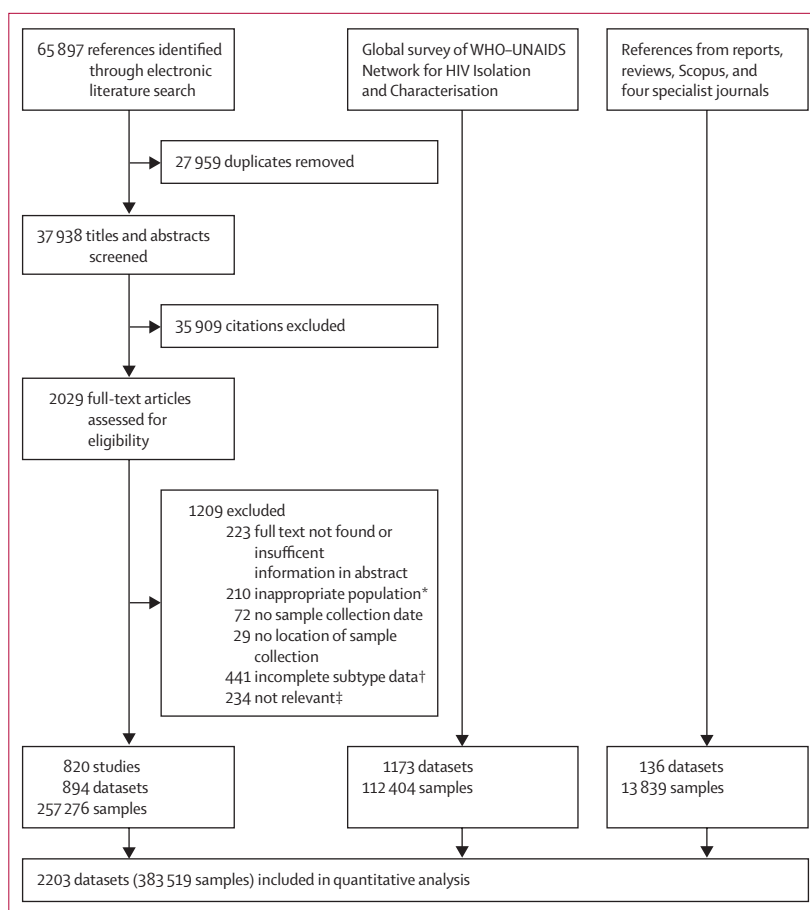 65 897 references identified
through electronic
literature search
Global survey of WHO–UNAIDS
Network for HIV Isolation
and Characterisation
References from reports,
reviews, Scopus, and
four specialist journals
27 959 duplicates removed
37 938 titles and abstracts
screened
35 909 citations excluded
2029 full-text articles
assessed for
eligibility
1209 excluded
223 full text not found or
insufficent
information in abstract
210 inappropriate population*
72 no sample collection date
29 no location of sample
collection
441 incomplete subtype data†
234 not relevant‡
820 studies
894 datasets
257 276 samples
1173 datasets
112 404 samples
136 datasets
13 839 samples
2203 datasets (383 519 samples) included in quantitative analysis